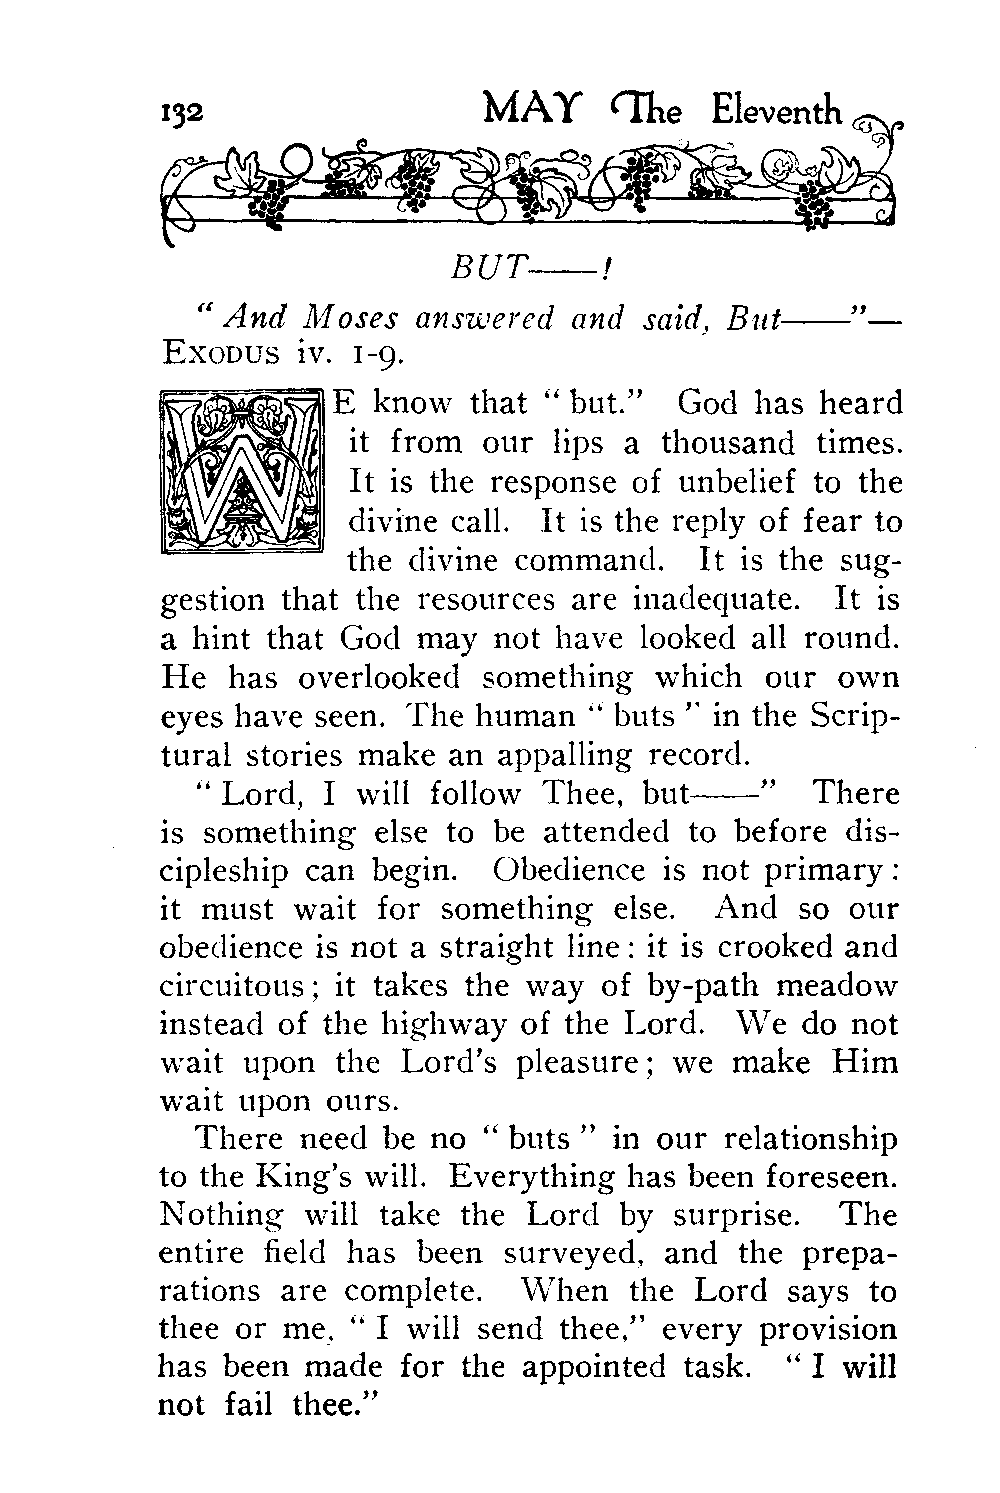 132 MAY The Eleventh
BUT——!
“ And Moses answered and said, But——”—
EXODUS iv. 1-9.
WE know that “ but.” God has heard
it from our lips a thousand times.
It is the response of unbelief to the
divine call. It is the reply of fear to
the divine command. It is the sug-
gestion that the resources are inadequate. It is
a hint that God may not have looked all round.
He has overlooked something which our own
eyes have seen. The human “ buts ” in the Scrip-
tural stories make an appalling record.
“ Lord, I will follow Thee, but——” There
is something else to be attended to before dis-
cipleship can begin. Obedience is not primary :
it must wait for something else. And so our
obedience is not a straight line : it is crooked and
circuitous ; it takes the way of by-path meadow
instead of the highway of the Lord. We do not
wait upon the Lord’s pleasure ; we make Him
wait upon ours.
There need be no “ buts ” in our relationship
to the King’s will. Everything has been foreseen.
Nothing will take the Lord by surprise. The
entire field has been surveyed, and the prepa-
rations are complete. When the Lord says to
thee or me, “ I will send thee,” every provision
has been made for the appointed task. “ I will
not fail thee.”